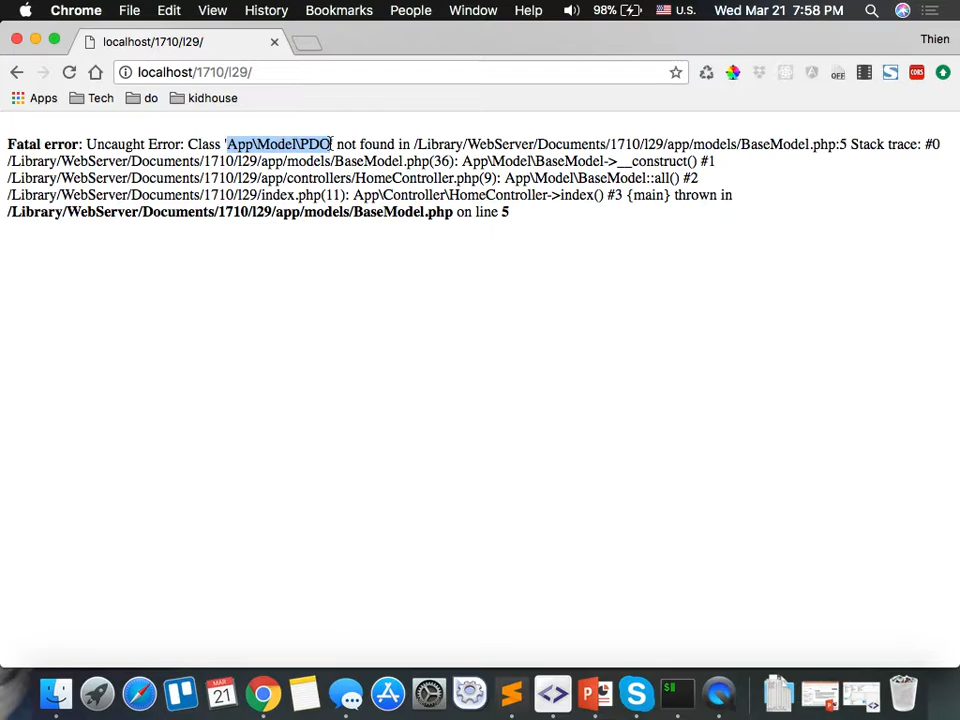 Chrome File Edit View History Bookmarks People Window Help 98% U.S. Wed Mar 21 7:58 PM
localhost/1710/l29/
Thien
localhost/1710/l29/
OFF CORS
Apps Tech do kidhouse
Fatal error: Uncaught Error: Class 'App\Model\PDO' not found in /Library/WebServer/Documents/1710/l29/app/models/BaseModel.php:5 Stack trace: #0
/Library/WebServer/Documents/1710/l29/app/models/BaseModel.php(36): App\Model\BaseModel->__construct() #1
/Library/WebServer/Documents/1710/l29/app/controllers/HomeController.php(9): App\Model\BaseModel::all() #2
/Library/WebServer/Documents/1710/l29/index.php(11): App\Controller\HomeController->index() #3 {main} thrown in
/Library/WebServer/Documents/1710/l29/app/models/BaseModel.php on line 5
MAR
21